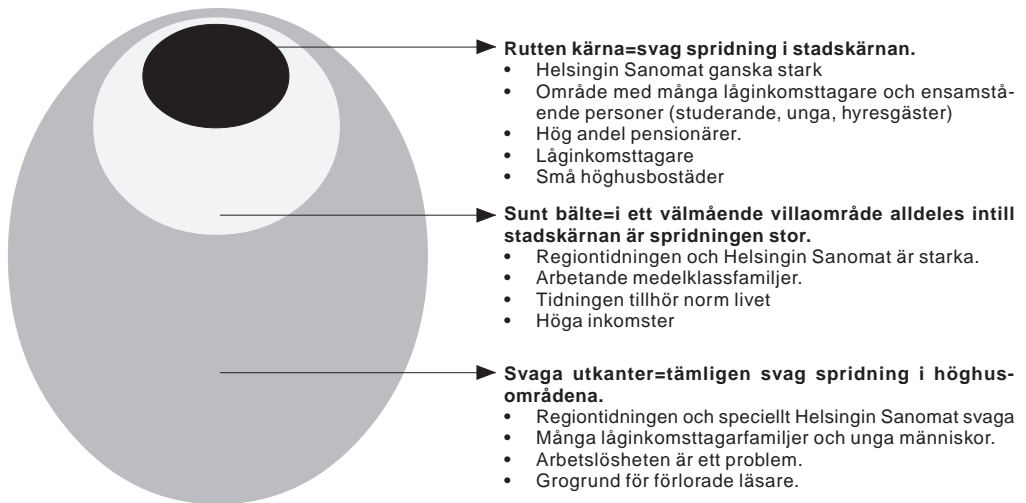 Rutten kärna=svag spridning i stadskärnan.
• Helsingin Sanomat ganska stark
• Område med många låginkomsttagare och ensamstå-
ende personer (studerande, unga, hyresgäster)
• Hög andel pensionärer.
• Låginkomsttagare
• Små höghusbostäder
Sunt bälte=i ett välmående villaområde alldeles intill
stadskärnan är spridningen stor.
• Regiontidningen och Helsingin Sanomat är starka.
• Arbetande medelklassfamiljer.
• Tidningen tillhör norm livet
• Höga inkomster
Svaga utkanter=tämligen svag spridning i höghus-
områdena.
• Regiontidningen och speciellt Helsingin Sanomat svaga
• Många låginkomsttagarfamiljer och unga människor.
• Arbetslösheten är ett problem.
• Grogrund för förlorade läsare.